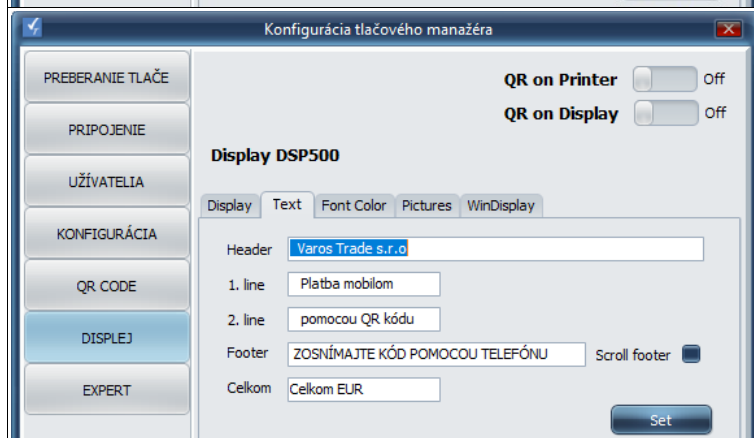 Konfigurácia tlačového manažéra
PREBERANIE TLAČE
PRIPOJENIE
UŽÍVATELIA
KONFIGURÁCIA
QR CODE
DISPLEJ
EXPERT
QR on Printer Off
QR on Display Off
Display DSP500
Display Text Font Color Pictures WinDisplay
Header Varos Trade s.r.o
1. line Platba mobilom
2. line pomocou QR kódu
Footer ZOSNÍMAJTE KÓD POMOCOU TELEFÓNU Scroll footer
Celkom Celkom EUR
Set